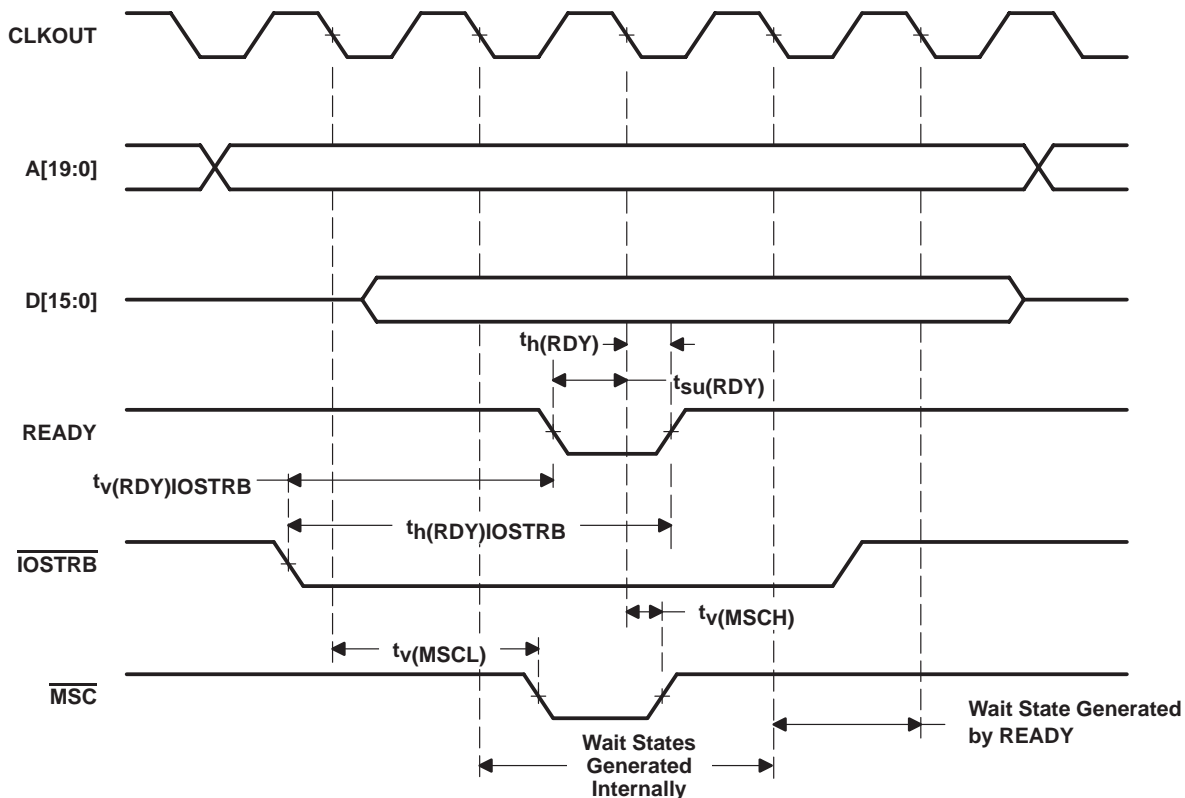 CLKOUT
A[19:0]
D[15:0]
th(RDY)
tsu(RDY)
READY
tv(RDY)IOSTRB
th(RDY)IOSTRB
IOSTRB
tv(MSCH)
tv(MSCL)
MSC
Wait State Generated
by READY
Wait States
Generated
Internally